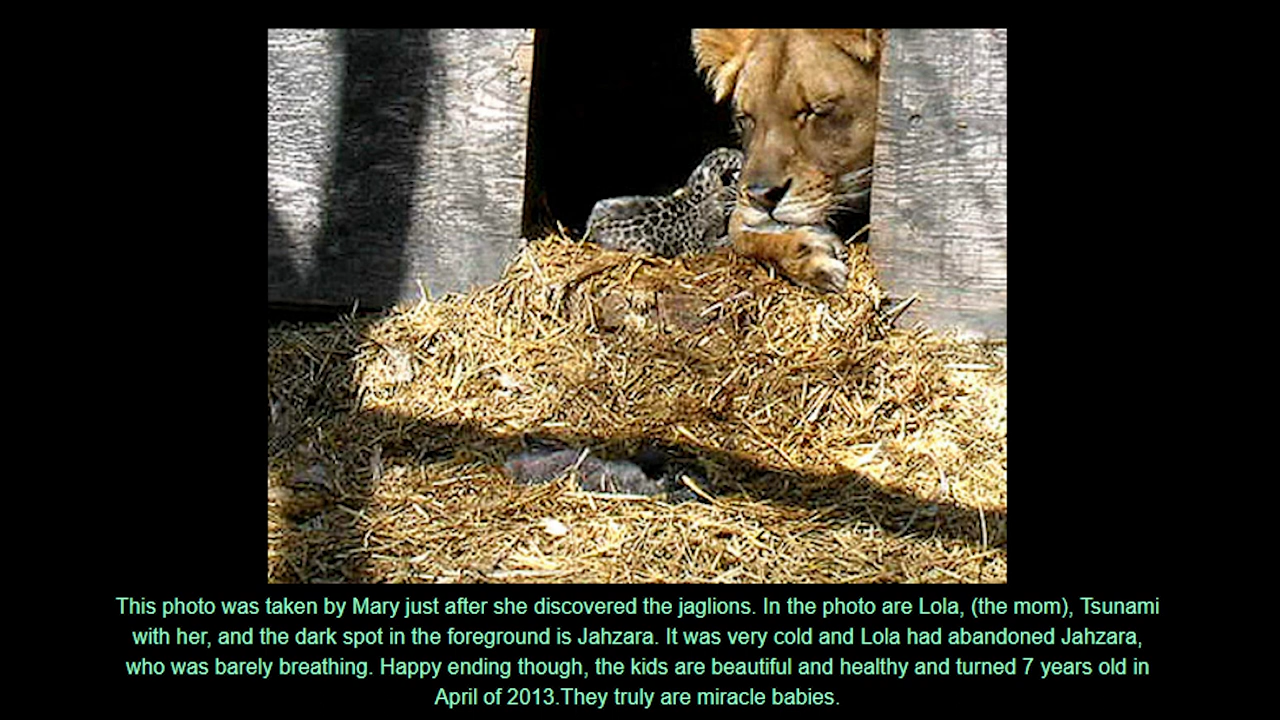 This photo was taken by Mary just after she discovered the jaglions. In the photo are Lola, (the mom), Tsunami
with her, and the dark spot in the foreground is Jahzara. It was very cold and Lola had abandoned Jahzara,
who was barely breathing. Happy ending though, the kids are beautiful and healthy and turned 7 years old in
April of 2013.They truly are miracle babies.